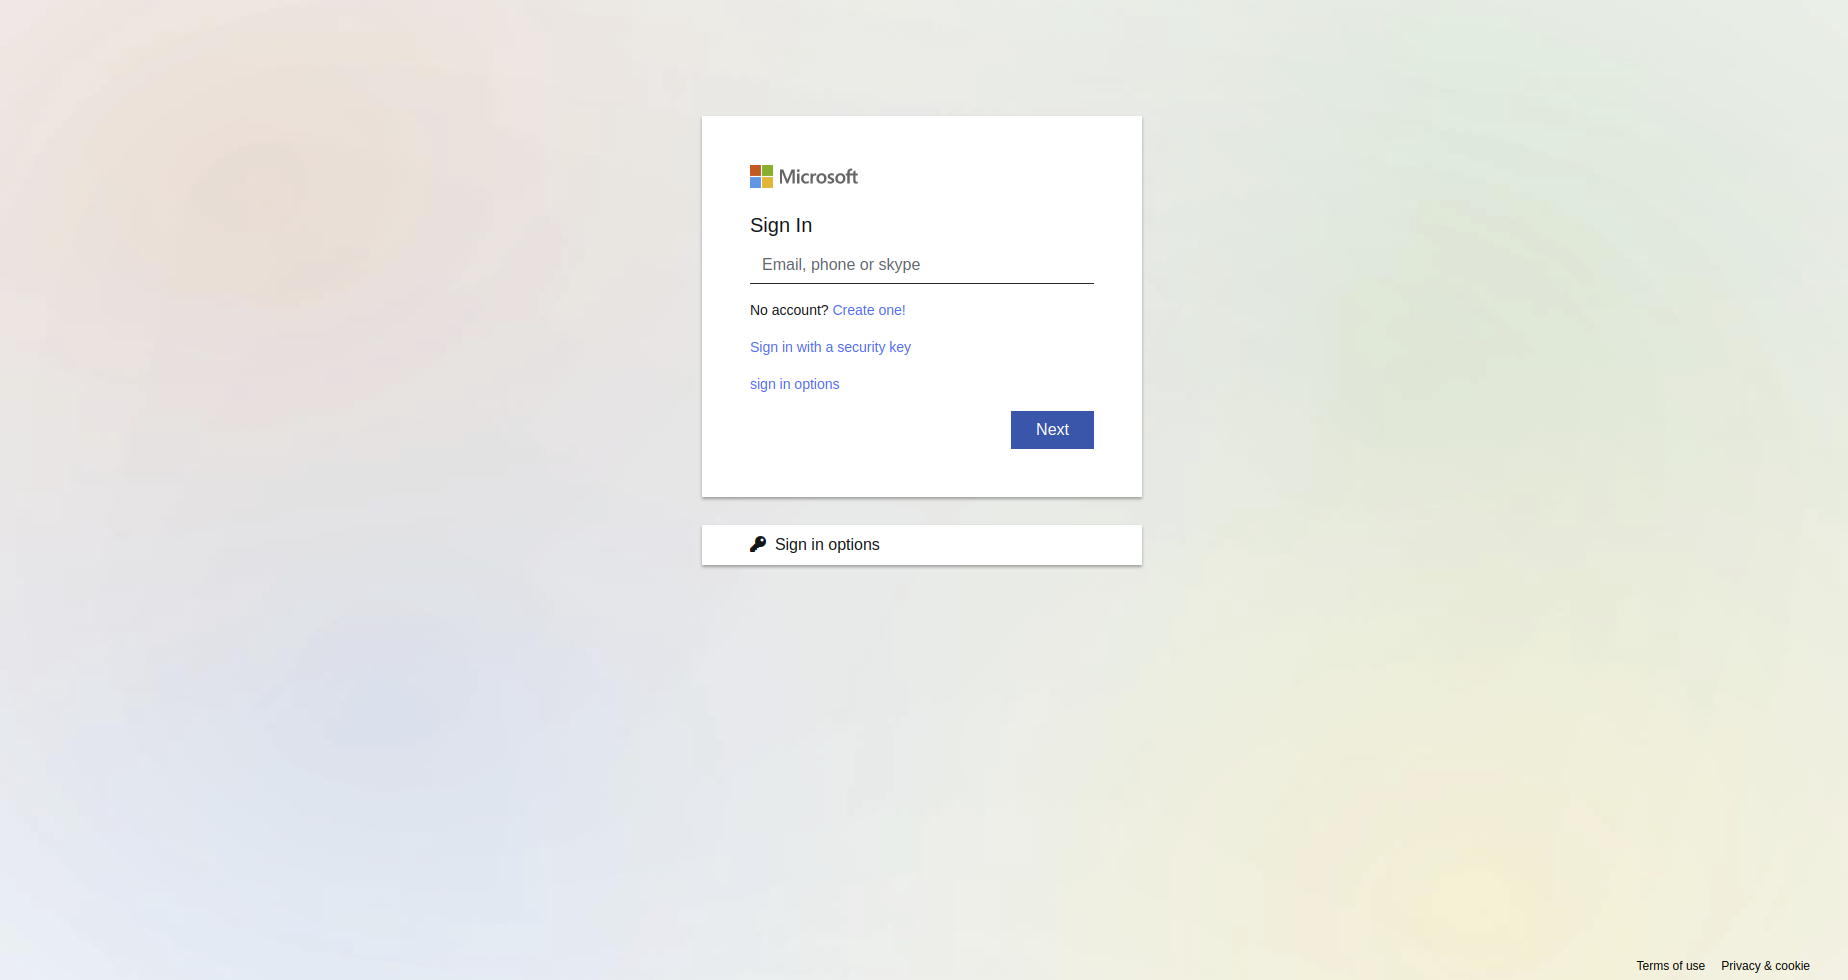 Microsoft
Sign In
Email, phone or skype
No account? Create one!
Sign in with a security key
sign in options
Next
Sign in options
Terms of use Privacy & cookie